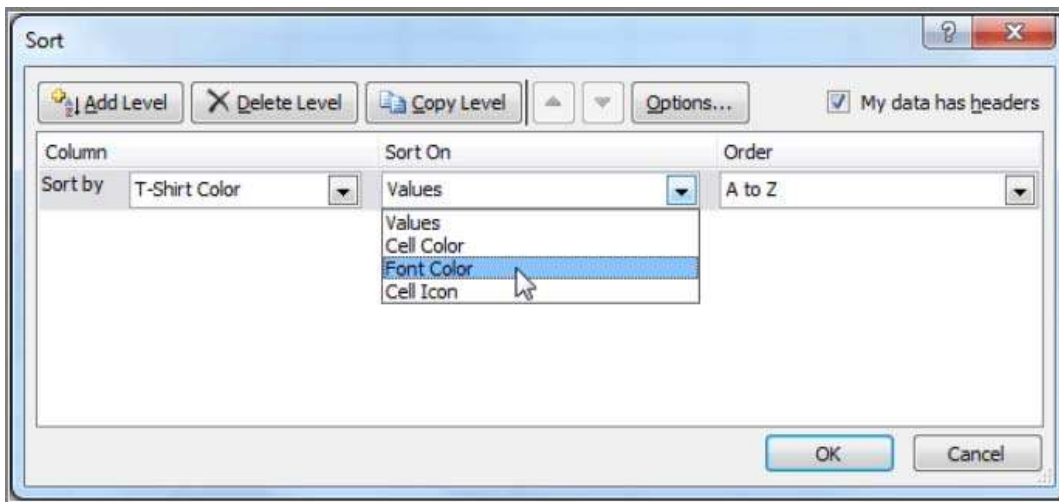 Sort
Add Level Delete Level Copy Level Options... My data has headers
Column Sort On Order
Sort by T-Shirt Color Values A to Z
Values
Cell Color
Font Color
Cell Icon
OK Cancel